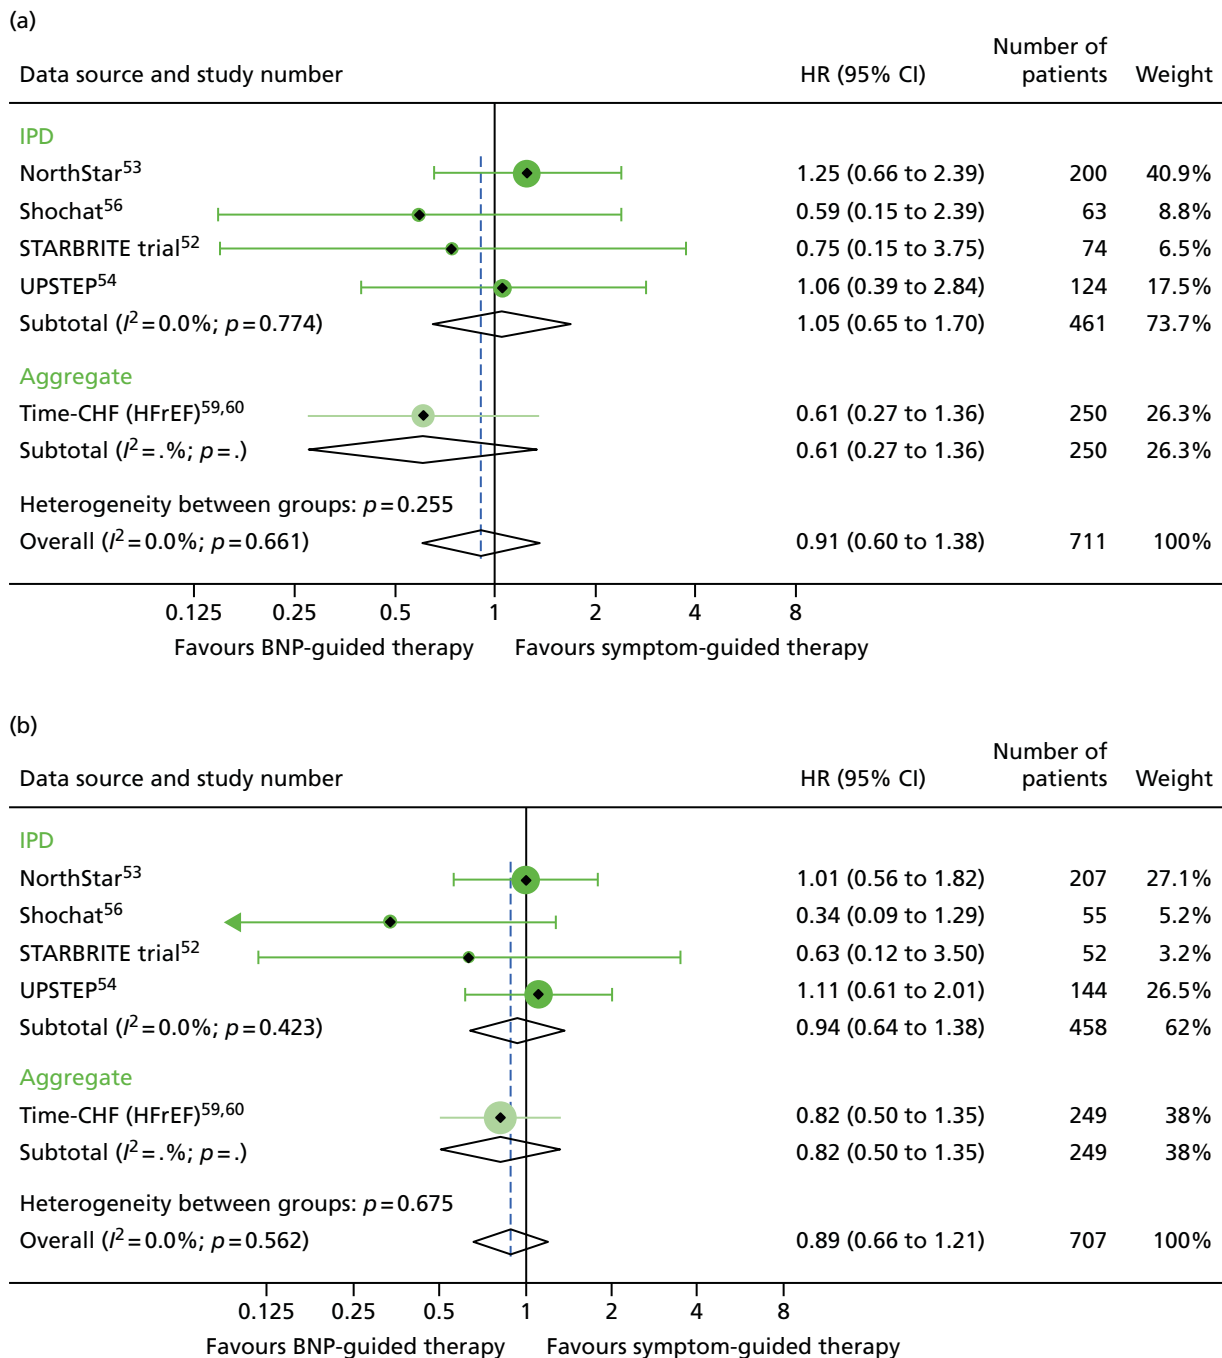 (a)
Data source and study number HR (95% CI) Number of patients Weight
IPD
NorthStar53 1.25 (0.66 to 2.39) 200 40.9%
Shochat56 0.59 (0.15 to 2.39) 63 8.8%
STARBRITE trial52 0.75 (0.15 to 3.75) 74 6.5%
UPSTEP54 1.06 (0.39 to 2.84) 124 17.5%
Subtotal (I2 = 0.0%; p = 0.774) 1.05 (0.65 to 1.70) 461 73.7%
Aggregate
Time-CHF (HFrEF)59,60 0.61 (0.27 to 1.36) 250 26.3%
Subtotal (I2 = .%; p = .) 0.61 (0.27 to 1.36) 250 26.3%
Heterogeneity between groups: p = 0.255
Overall (I2 = 0.0%; p = 0.661) 0.91 (0.60 to 1.38) 711 100%
0.125 0.25 0.5 1 2 4 8
Favours BNP-guided therapy Favours symptom-guided therapy
(b)
Data source and study number HR (95% CI) Number of patients Weight
IPD
NorthStar53 1.01 (0.56 to 1.82) 207 27.1%
Shochat56 0.34 (0.09 to 1.29) 55 5.2%
STARBRITE trial52 0.63 (0.12 to 3.50) 52 3.2%
UPSTEP54 1.11 (0.61 to 2.01) 144 26.5%
Subtotal (I2 = 0.0%; p = 0.423) 0.94 (0.64 to 1.38) 458 62%
Aggregate
Time-CHF (HFrEF)59,60 0.82 (0.50 to 1.35) 249 38%
Subtotal (I2 = .%; p = .) 0.82 (0.50 to 1.35) 249 38%
Heterogeneity between groups: p = 0.675
Overall (I2 = 0.0%; p = 0.562) 0.89 (0.66 to 1.21) 707 100%
0.125 0.25 0.5 1 2 4 8
Favours BNP-guided therapy Favours symptom-guided therapy